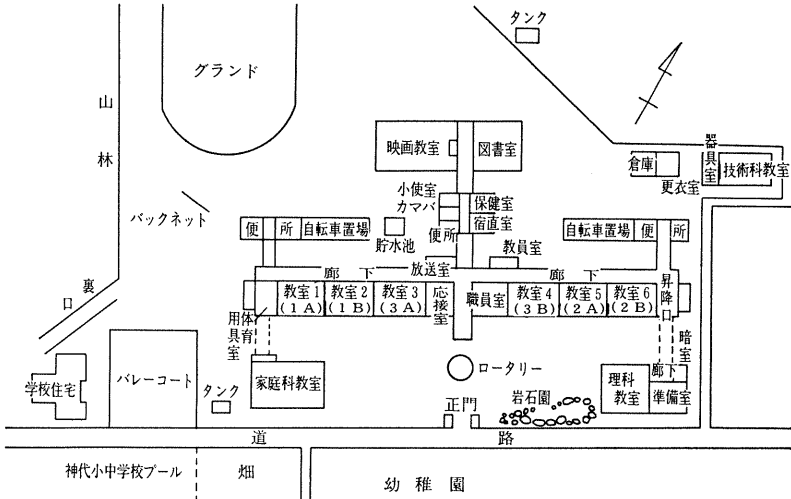 タンク
グランド
山林
バックネット
映画教室
図書室
倉庫
更衣室
器具室
技術科教室
小使室
カマバ
保健室
宿直室
便所
便所
自転車置場
貯水池
教員室
自転車置場
便所
放送室
廊下
廊下
昇降口
教室1
(1A)
教室2
(1B)
教室3
(3A)
応接室
職員室
教室4
(3B)
教室5
(2A)
教室6
(2B)
裏口
体育用具室
暗室
廊下
学校住宅
バレーコート
タンク
家庭科教室
ロータリー
正門
岩石園
理科教室
準備室
道路
神代小中学校プール
畑
幼稚園